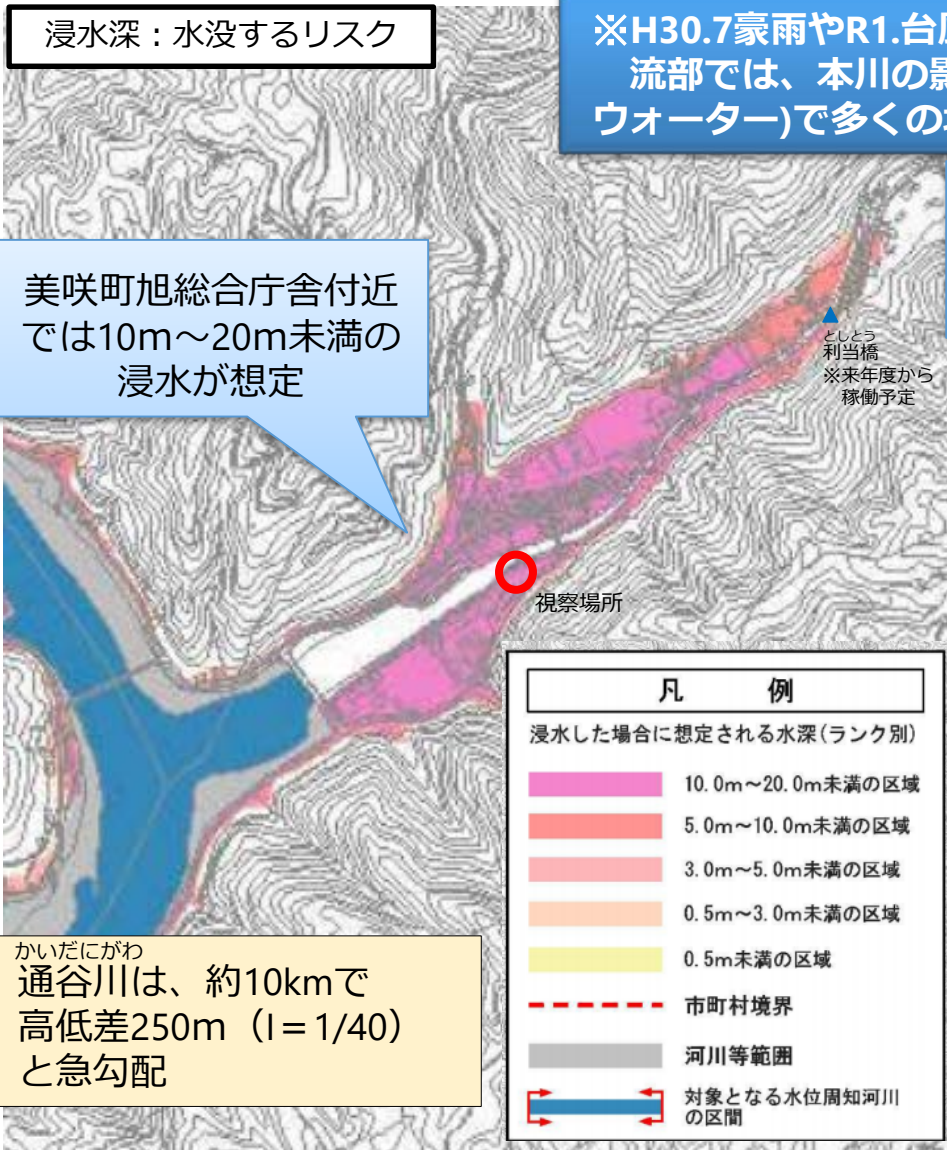 浸水深：水没するリスク
※H30.7豪雨やR1.台
流部では、本川の
ウォーター)で多くの
美咲町旭総合庁舎付近
では10m～20m未満の
浸水が想定
としとう
利当橋
※来年度から
稼働予定
視察場所
凡 例
浸水した場合に想定される水深(ランク別)
10.0m～20.0m未満の区域
5.0m～10.0m未満の区域
3.0m～5.0m未満の区域
0.5m～3.0m未満の区域
0.5m未満の区域
市町村境界
河川等範囲
対象となる水位周知河川
の区間
かいだにがわ
通谷川は、約10kmで
高低差250m（I＝1/40）
と急勾配